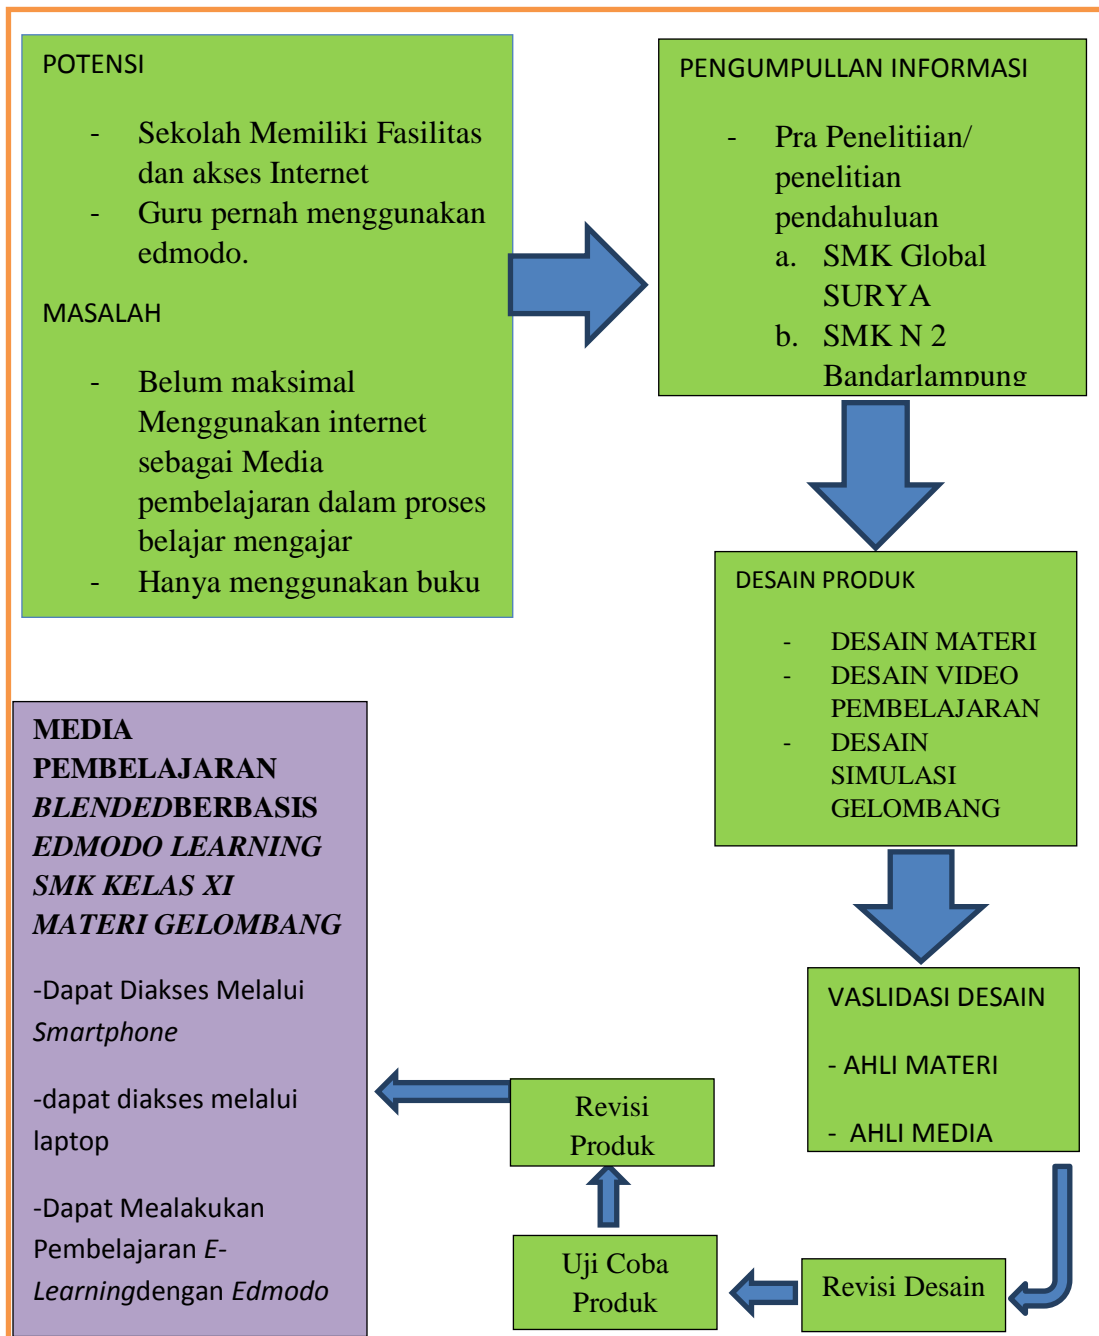 POTENSI
- Sekolah Memiliki Fasilitas
dan akses Internet
- Guru pernah menggunakan
edmodo.
MASALAH
- Belum maksimal
Menggunakan internet
sebagai Media
pembelajaran dalam proses
belajar mengajar
- Hanya menggunakan buku
PENGUMPULLAN INFORMASI
- Pra Penelitiian/
penelitian
pendahuluan
a. SMK Global
SURYA
b. SMK N 2
Bandarlampung
DESAIN PRODUK
- DESAIN MATERI
- DESAIN VIDEO
PEMBELAJARAN
- DESAIN
SIMULASI
GELOMBANG
VASLIDASI DESAIN
- AHLI MATERI
- AHLI MEDIA
Revisi Desain
Uji Coba
Produk
Revisi
Produk
MEDIA
PEMBELAJARAN
BLENDEDBERBASIS
EDMODO LEARNING
SMK KELAS XI
MATERI GELOMBANG
-Dapat Diakses Melalui
Smartphone
-dapat diakses melalui
laptop
-Dapat Mealakukan
Pembelajaran E-
Learningdengan Edmodo